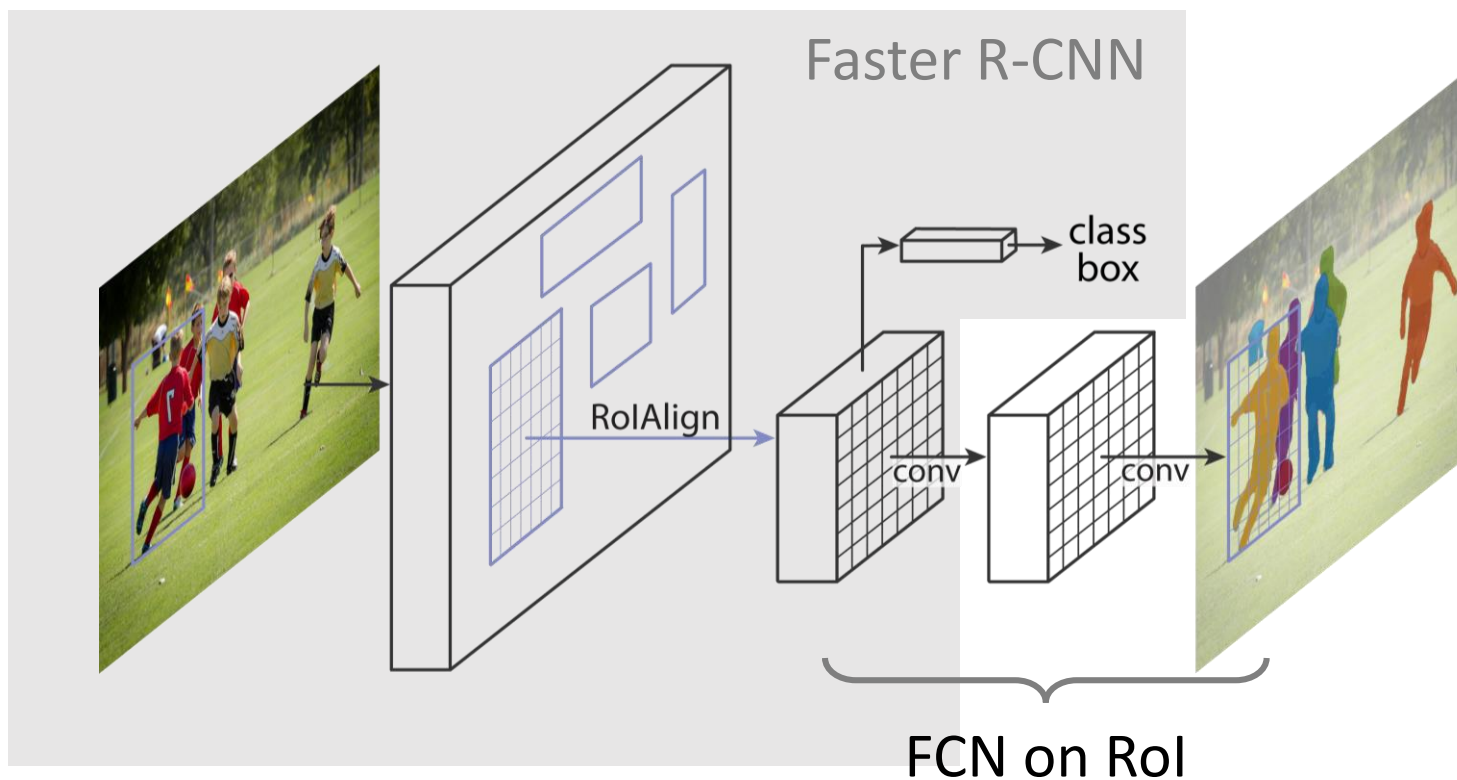 Faster R-CNN
class
box
RoIAlign
conv
conv
FCN on RoI